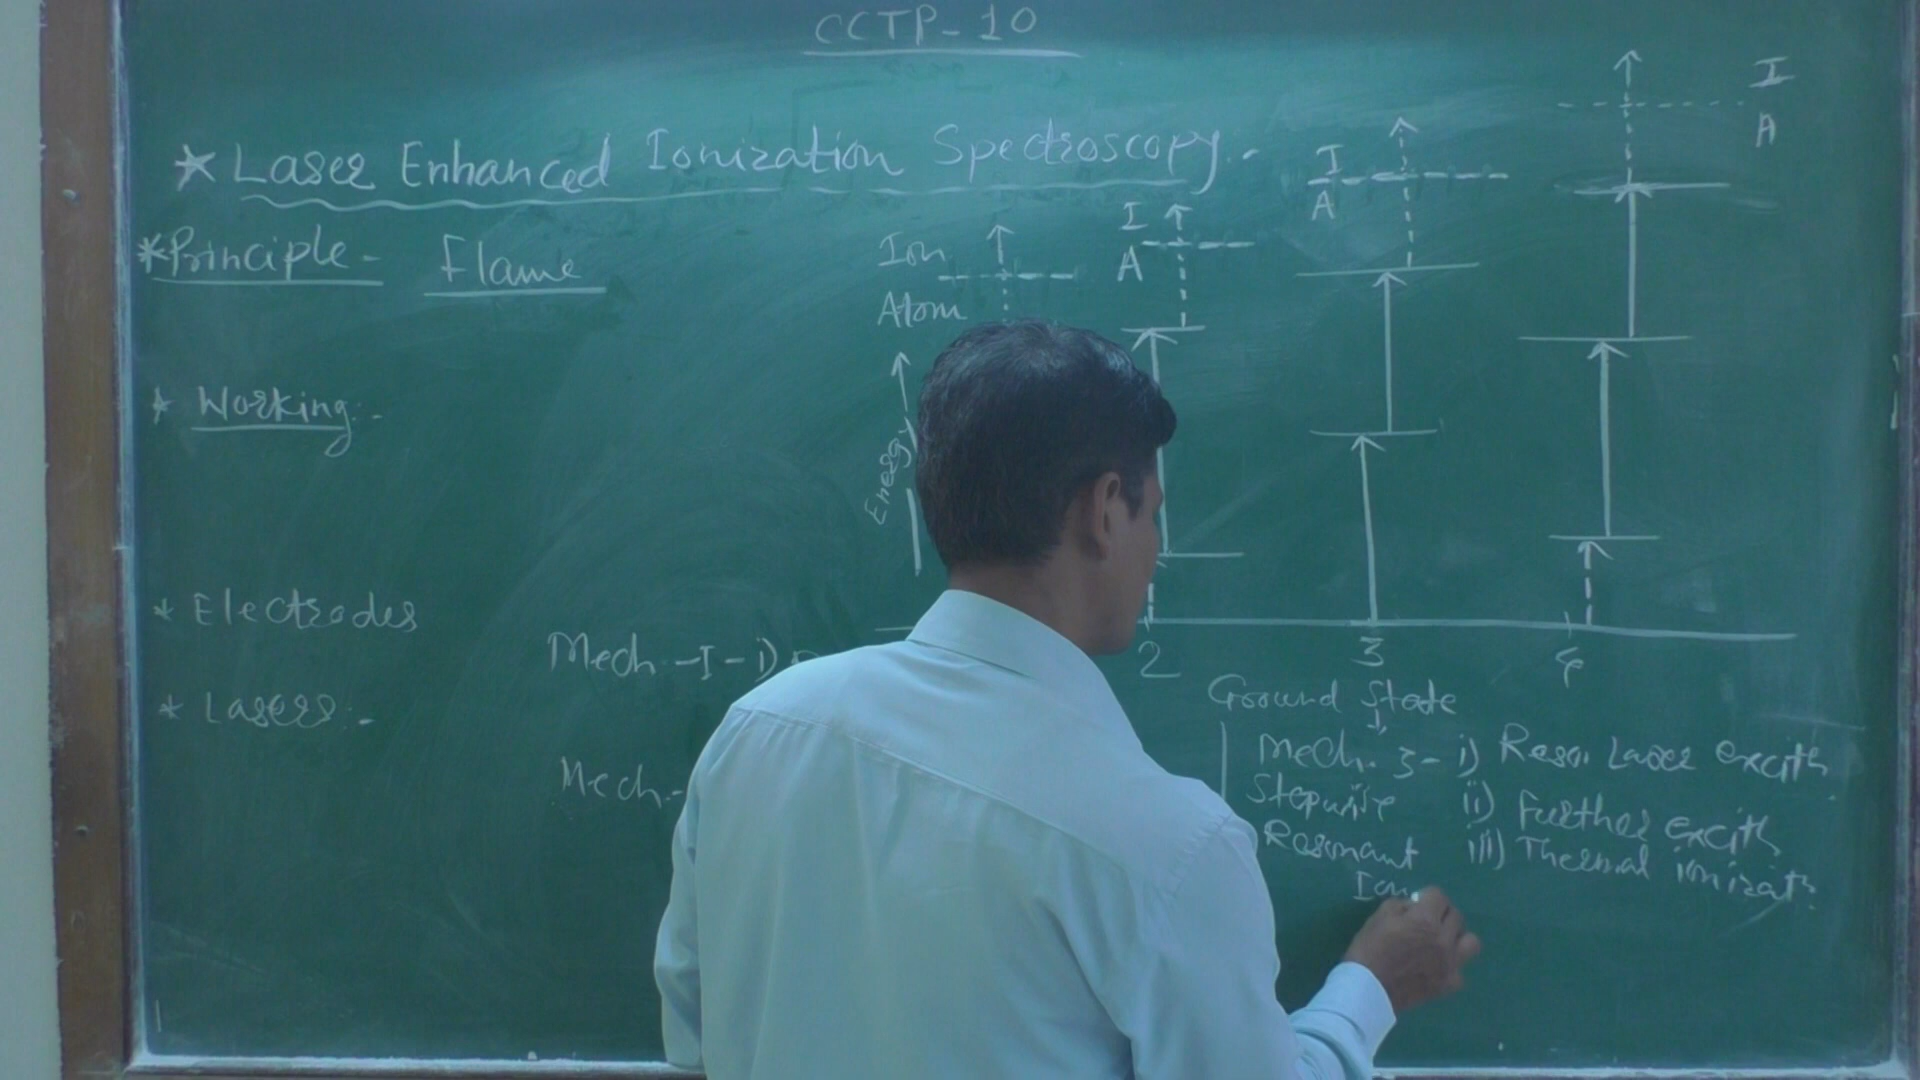 CCTP-10
* Laser Enhanced Ionization Spectroscopy:-
* Principle - Flame
* Working:-
* Electrodes
* Lasers:-
Ion
Atom
Energy
I
A
I
A
I
A
2 3 4
Ground State
Mech-I-i)
Mech.-
Mech. 3- i) Reso. Laser excitn
Stepwise ii) Further excitn
Resonant iii) Thermal ionizatn.
Ion